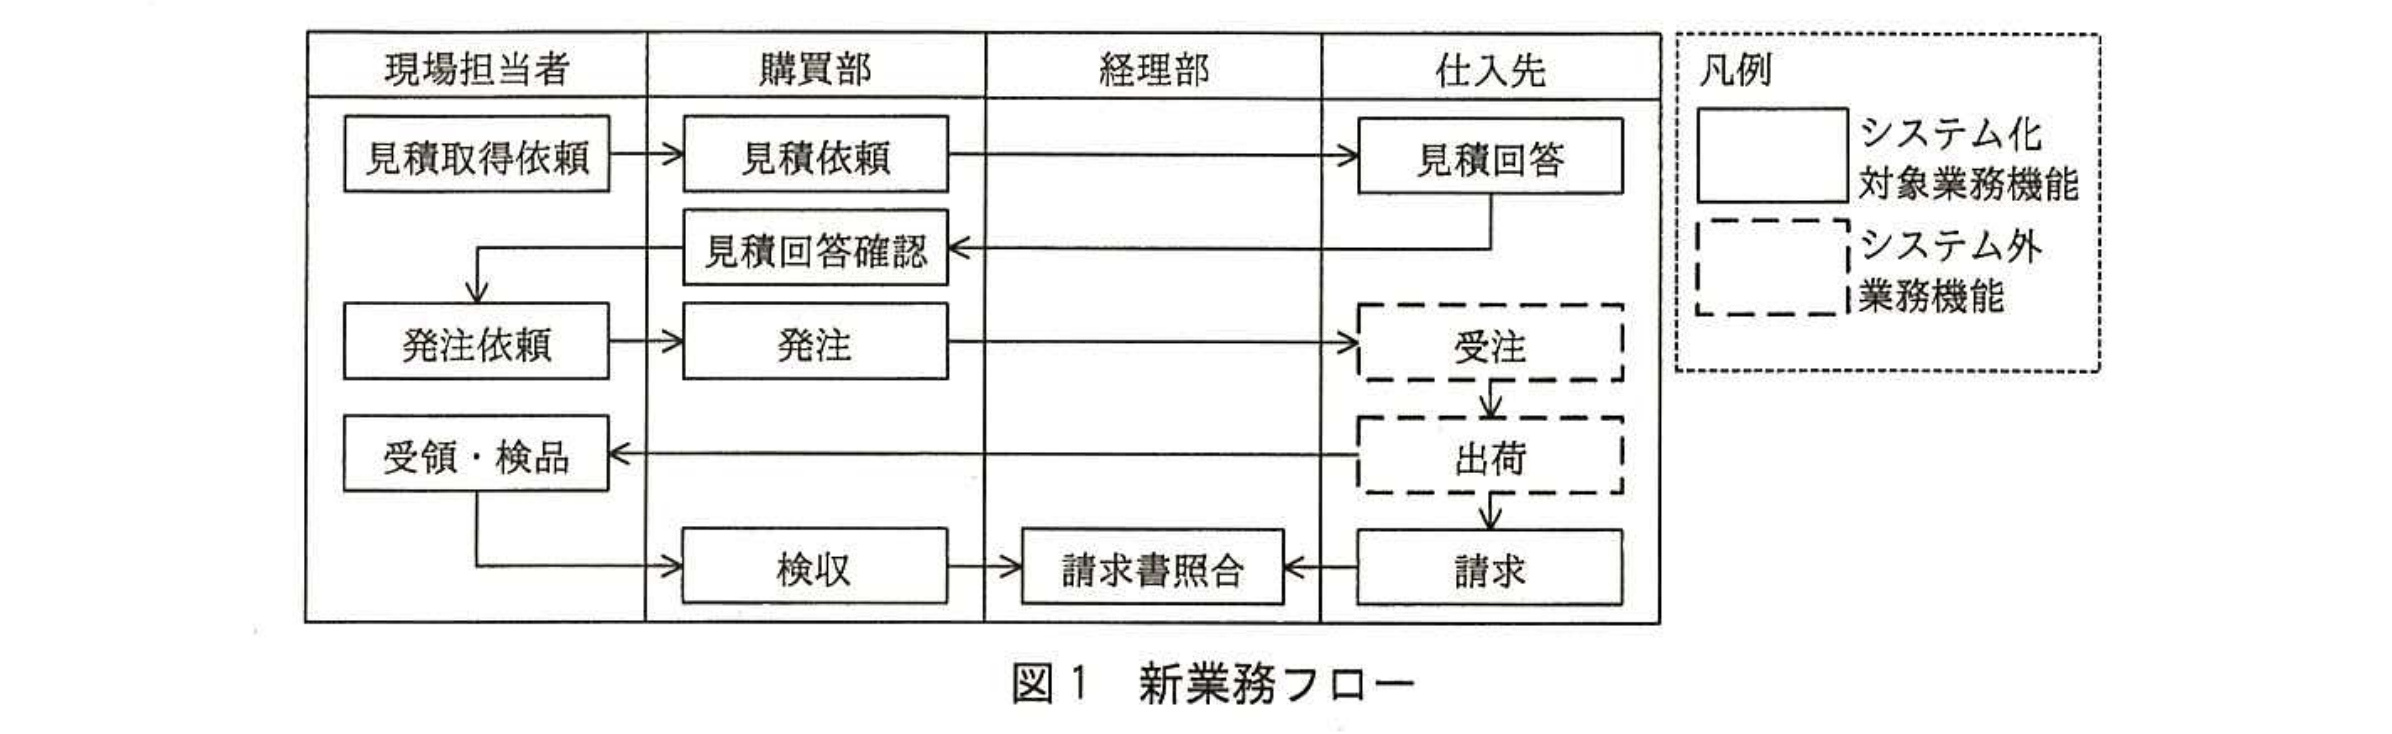 現場担当者
購買部
経理部
仕入先
見積取得依頼
見積依頼
見積回答
見積回答確認
発注依頼
発注
受注
受領・検品
出荷
検収
請求書照合
請求
凡例
システム化
対象業務機能
システム外
業務機能
図1 新業務フロー